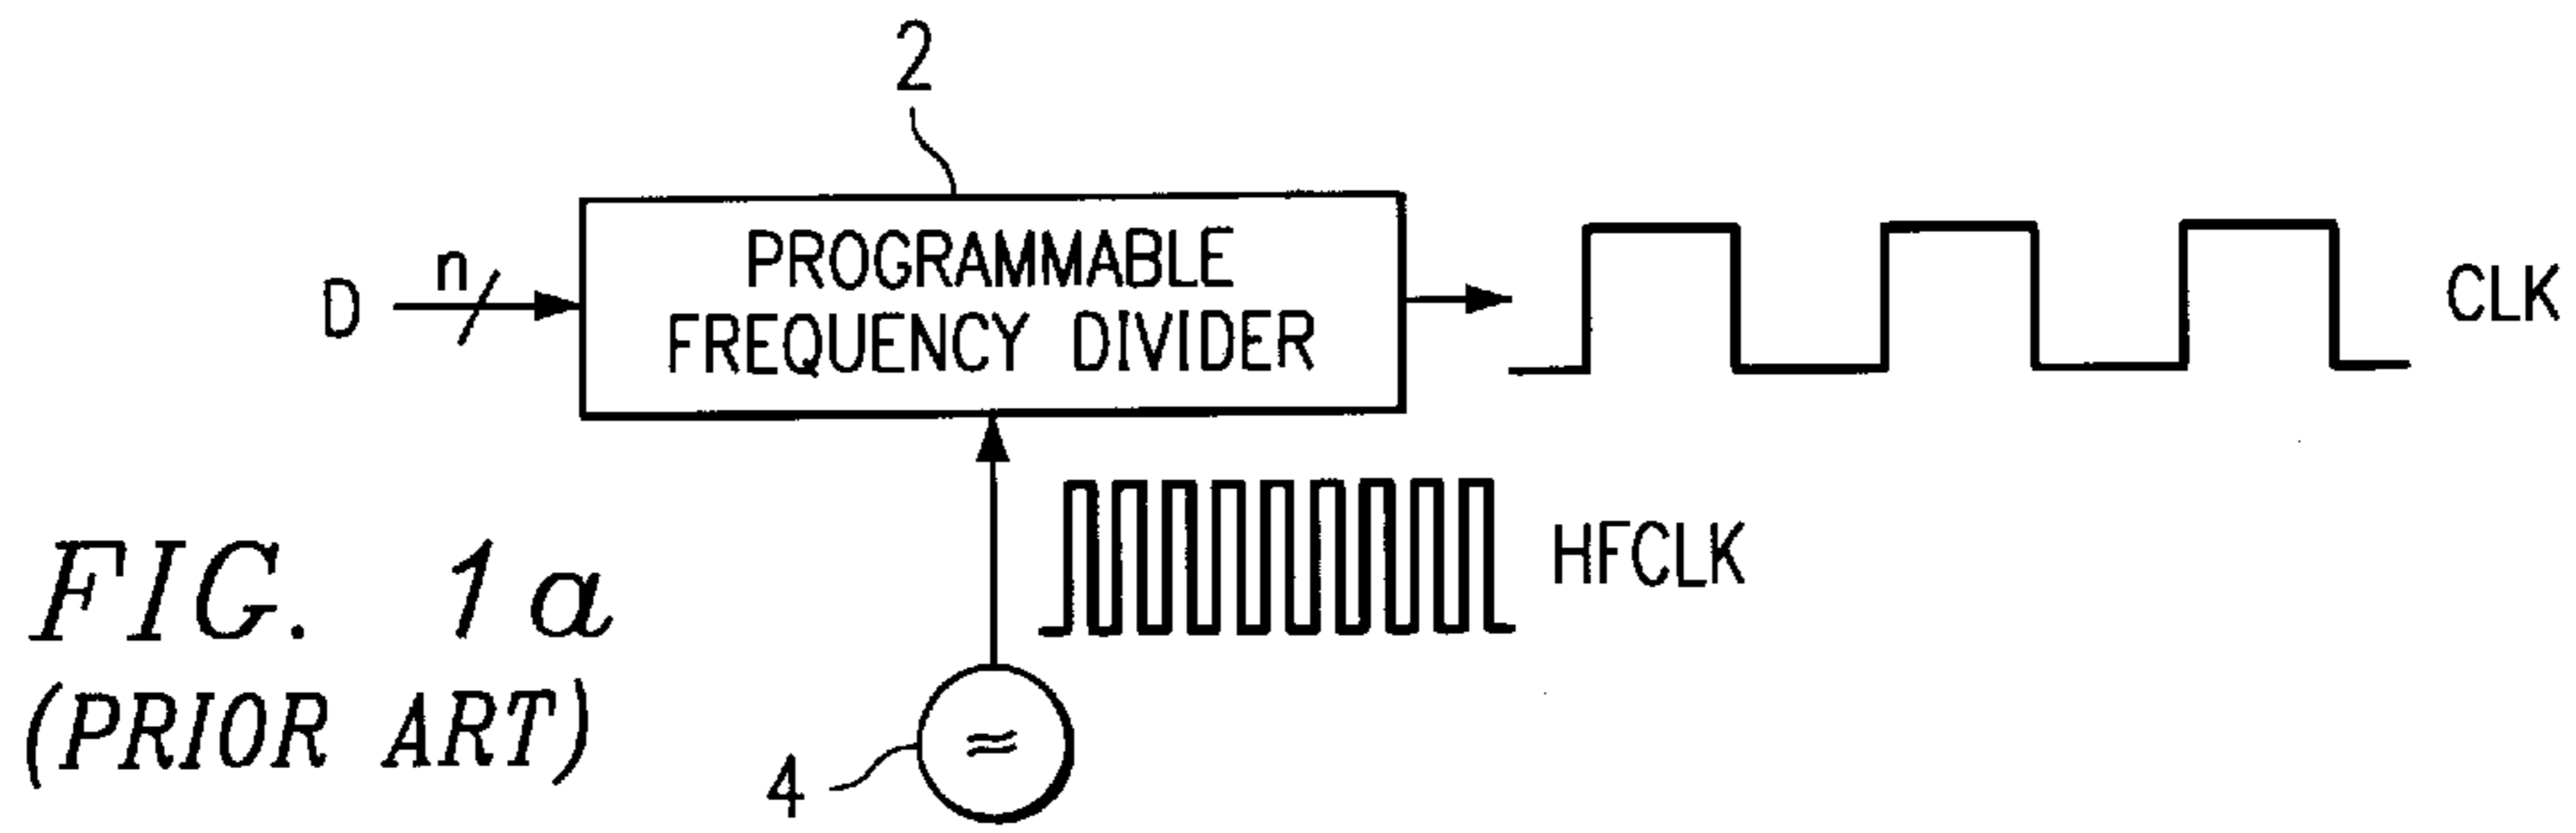 2
D
n
PROGRAMMABLE
FREQUENCY DIVIDER
CLK
HFCLK
≈
4
FIG. 1a
(PRIOR ART)